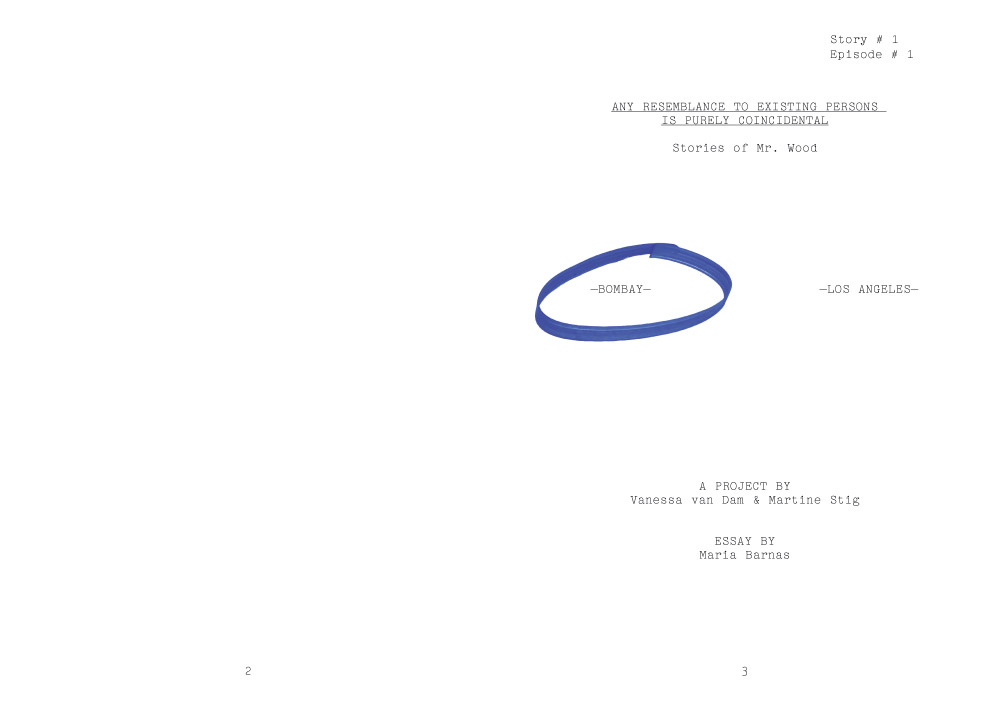 Story # 1
Episode # 1
ANY RESEMBLANCE TO EXISTING PERSONS
IS PURELY COINCIDENTAL
Stories of Mr. Wood
—BOMBAY—
—LOS ANGELES—
A PROJECT BY
Vanessa van Dam & Martine Stig
ESSAY BY
Maria Barnas
2
3